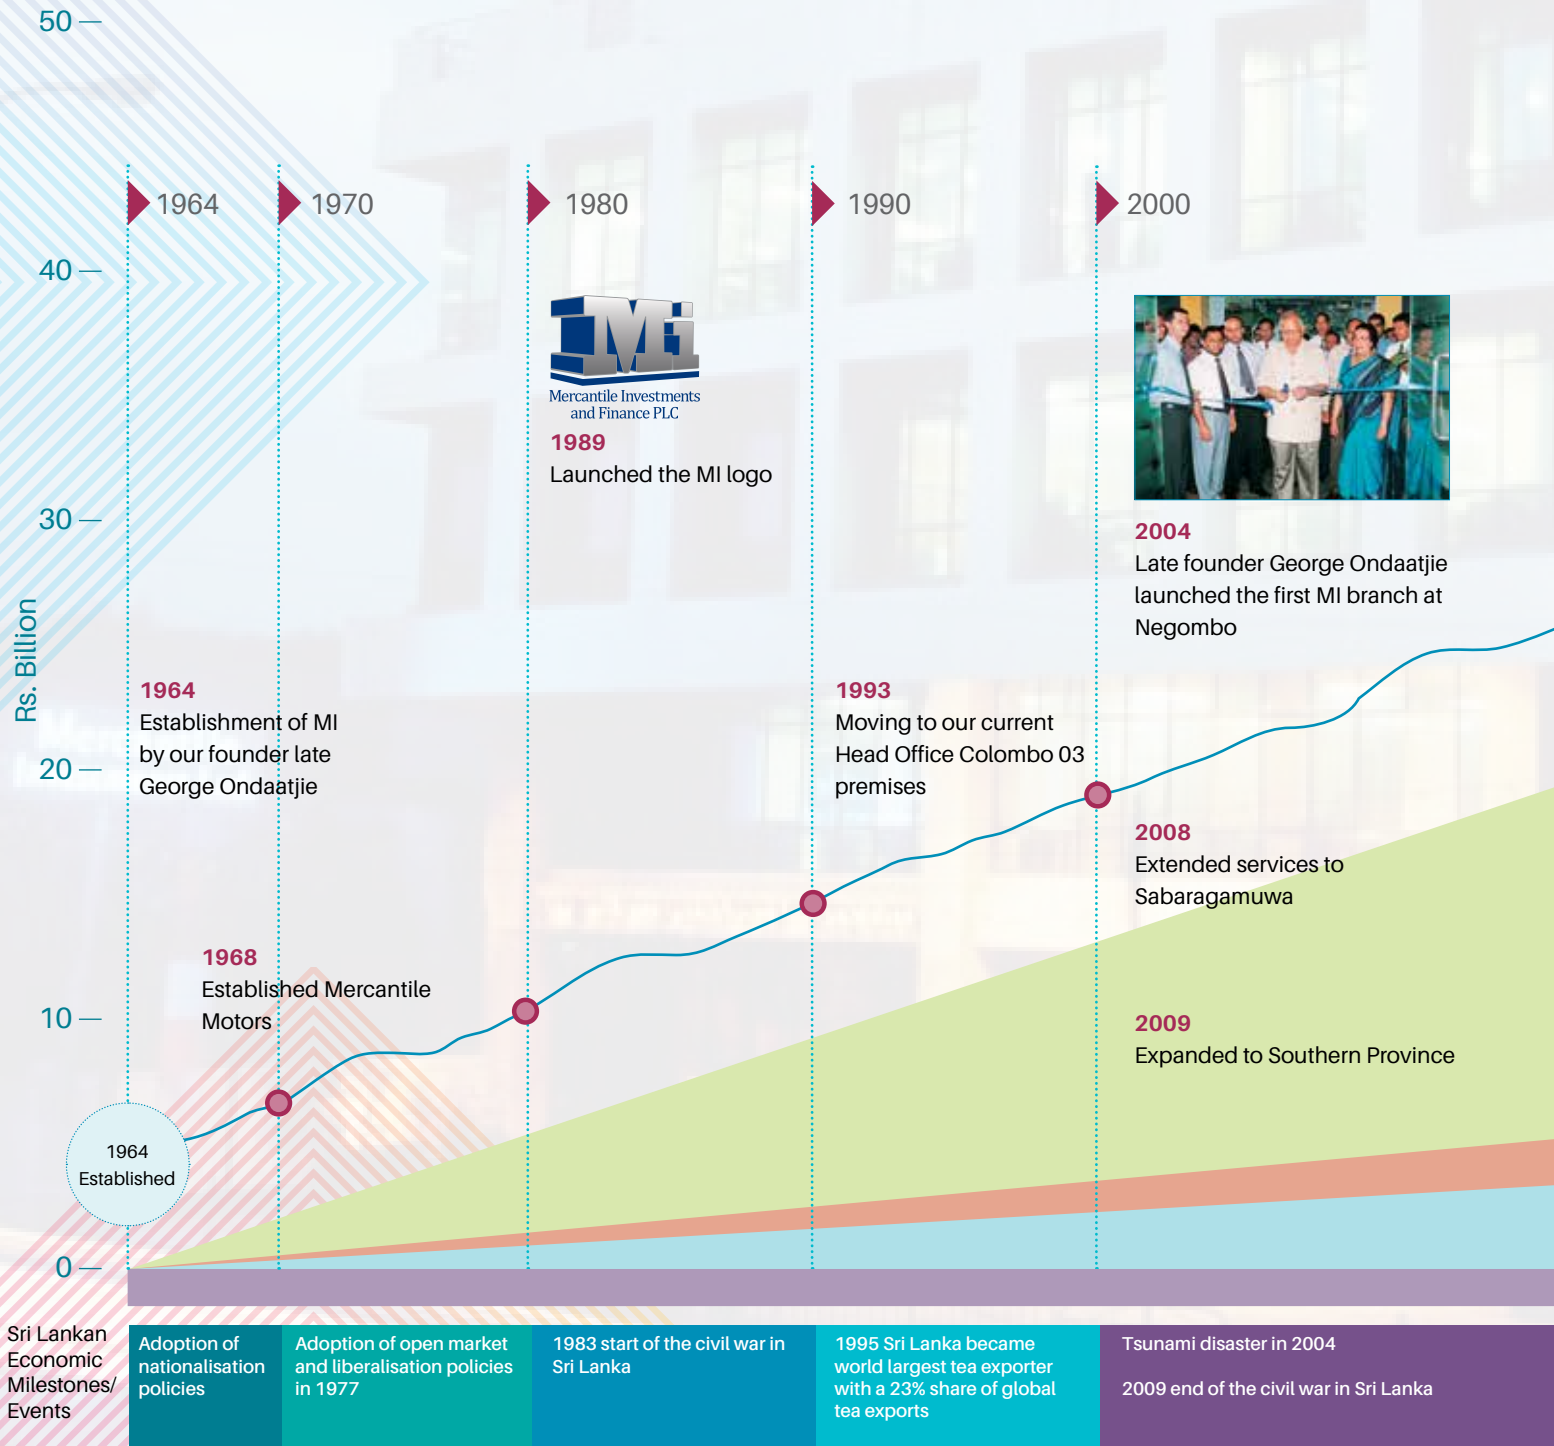 50
40
30
20
10
0
Rs. Billion
1964
1970
1980
1990
2000
Mi
Mercantile Investments
and Finance PLC
1989
Launched the MI logo
2004
Late founder George Ondaatjie
launched the first MI branch at
Negombo
1964
Establishment of MI
by our founder late
George Ondaatjie
1993
Moving to our current
Head Office Colombo 03
premises
2008
Extended services to
Sabaragamuwa
1968
Established Mercantile
Motors
2009
Expanded to Southern Province
1964
Established
Sri Lankan
Economic
Milestones/
Events
Adoption of
nationalisation
policies
Adoption of open market
and liberalisation policies
in 1977
1983 start of the civil war in
Sri Lanka
1995 Sri Lanka became
world largest tea exporter
with a 23% share of global
tea exports
Tsunami disaster in 2004
2009 end of the civil war in Sri Lanka